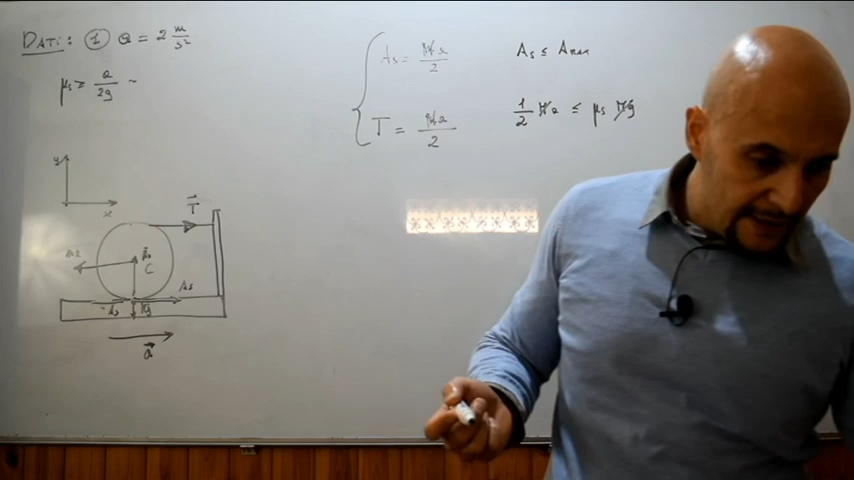 DATI: ① a = 2 m/s²
μs ≥ a/2g ~
As = Ma/2
As ≤ Amax
T = Ma/2
1/2 Ma ≤ μs Mg
y
x
T
C
As
Mg
a